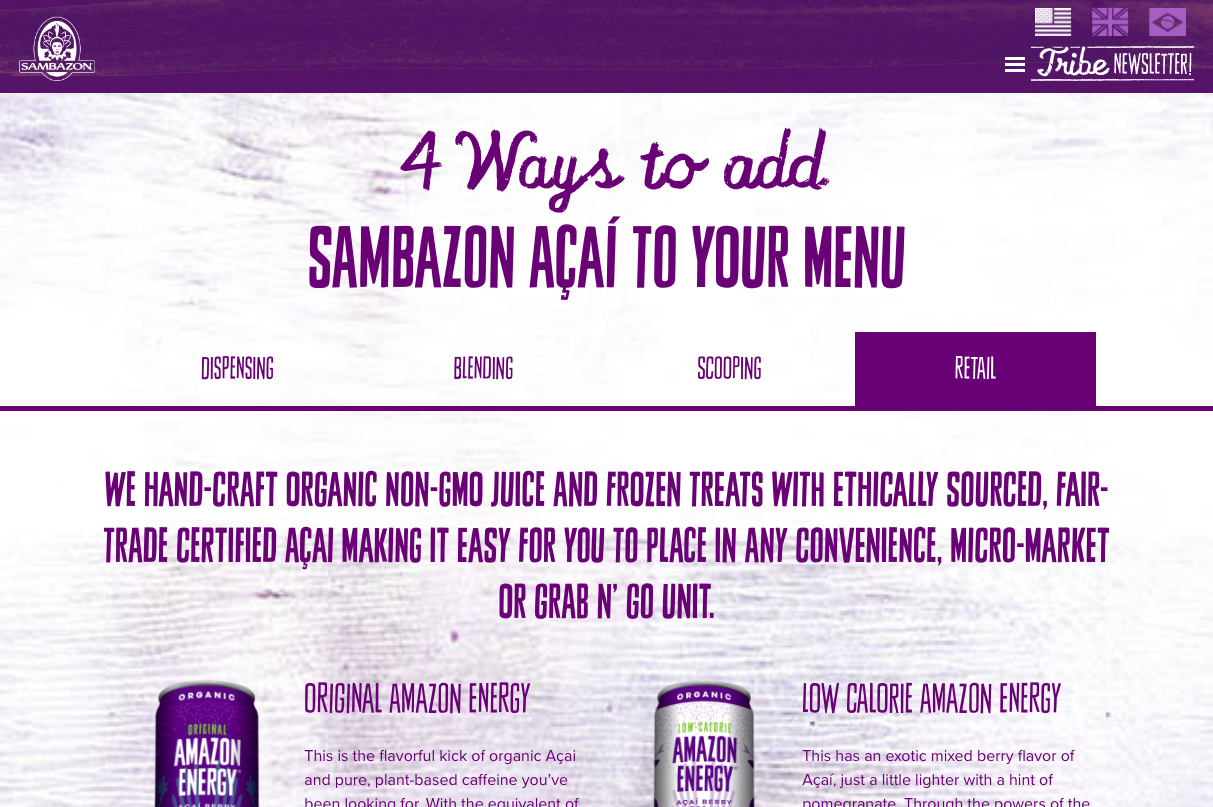 SAMBAZON
Tribe NEWSLETTER!
4 Ways to add
SAMBAZON AÇAÍ TO YOUR MENU
DISPENSING
BLENDING
SCOOPING
RETAIL
WE HAND-CRAFT ORGANIC NON-GMO JUICE AND FROZEN TREATS WITH ETHICALLY SOURCED, FAIR-
TRADE CERTIFIED AÇAI MAKING IT EASY FOR YOU TO PLACE IN ANY CONVENIENCE, MICRO-MARKET
OR GRAB N' GO UNIT.
ORGANIC
ORIGINAL
AMAZON
ENERGY
AÇAÍ BERRY
ORIGINAL AMAZON ENERGY
This is the flavorful kick of organic Açai
and pure, plant-based caffeine you've
been looking for. With the equivalent of
ORGANIC
LOW-CALORIE
AMAZON
ENERGY
AÇAÍ BERRY
LOW CALORIE AMAZON ENERGY
This has an exotic mixed berry flavor of
Açaí, just a little lighter with a hint of
pomegranate. Through the powers of the